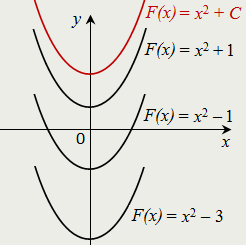 F(x) = x² + C
y
F(x) = x² + 1
F(x) = x² – 1
0
x
F(x) = x² – 3